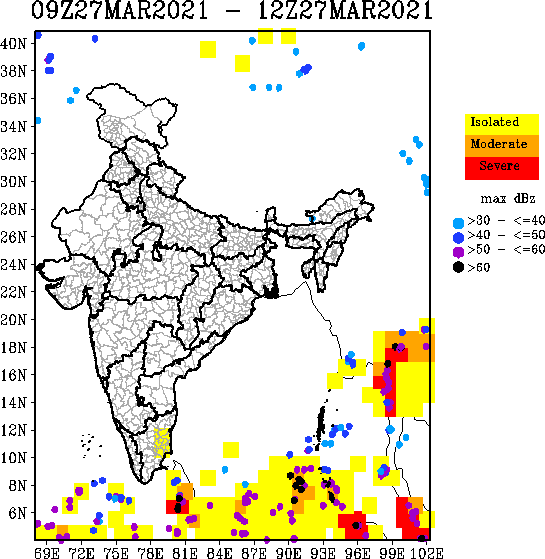 09Z27MAR2021 - 12Z27MAR2021
40N
38N
36N
34N
32N
30N
28N
26N
24N
22N
20N
18N
16N
14N
12N
10N
8N
6N
69E 72E 75E 78E 81E 84E 87E 90E 93E 96E 99E 102E
Isolated
Moderate
Severe
max dBz
>30 - <=40
>40 - <=50
>50 - <=60
>60